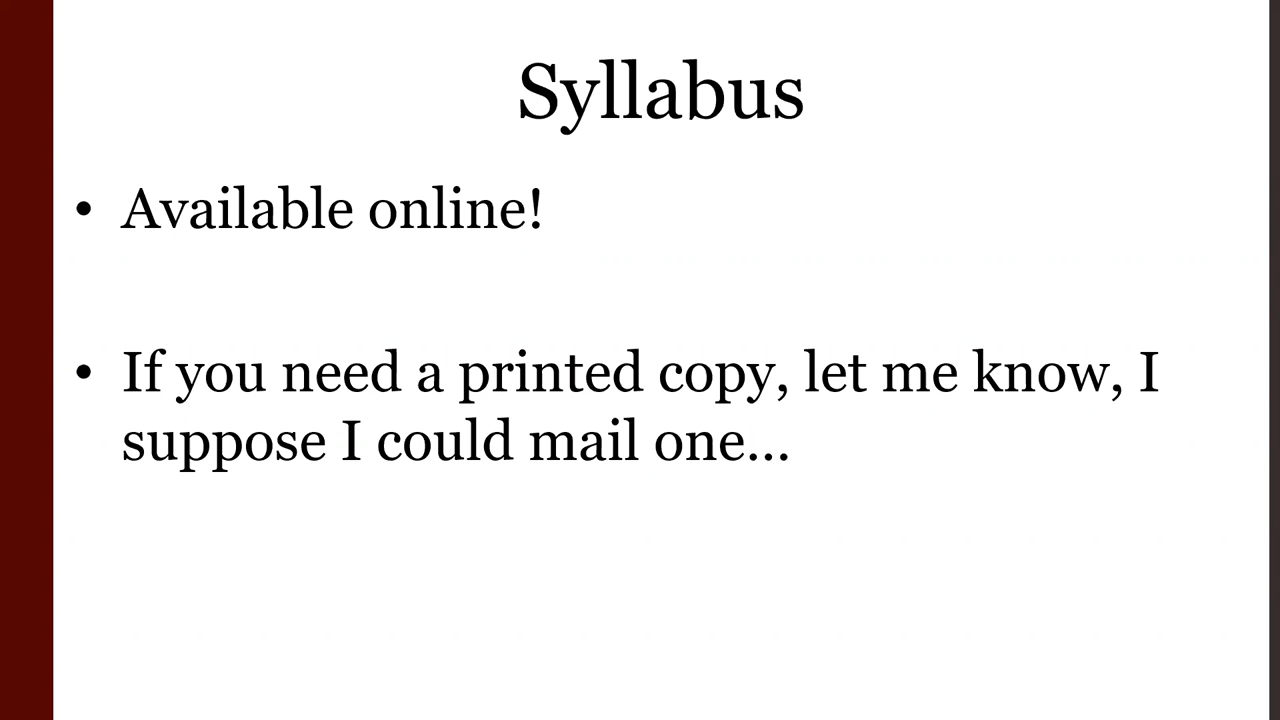 Syllabus
• Available online!
• If you need a printed copy, let me know, I
suppose I could mail one...